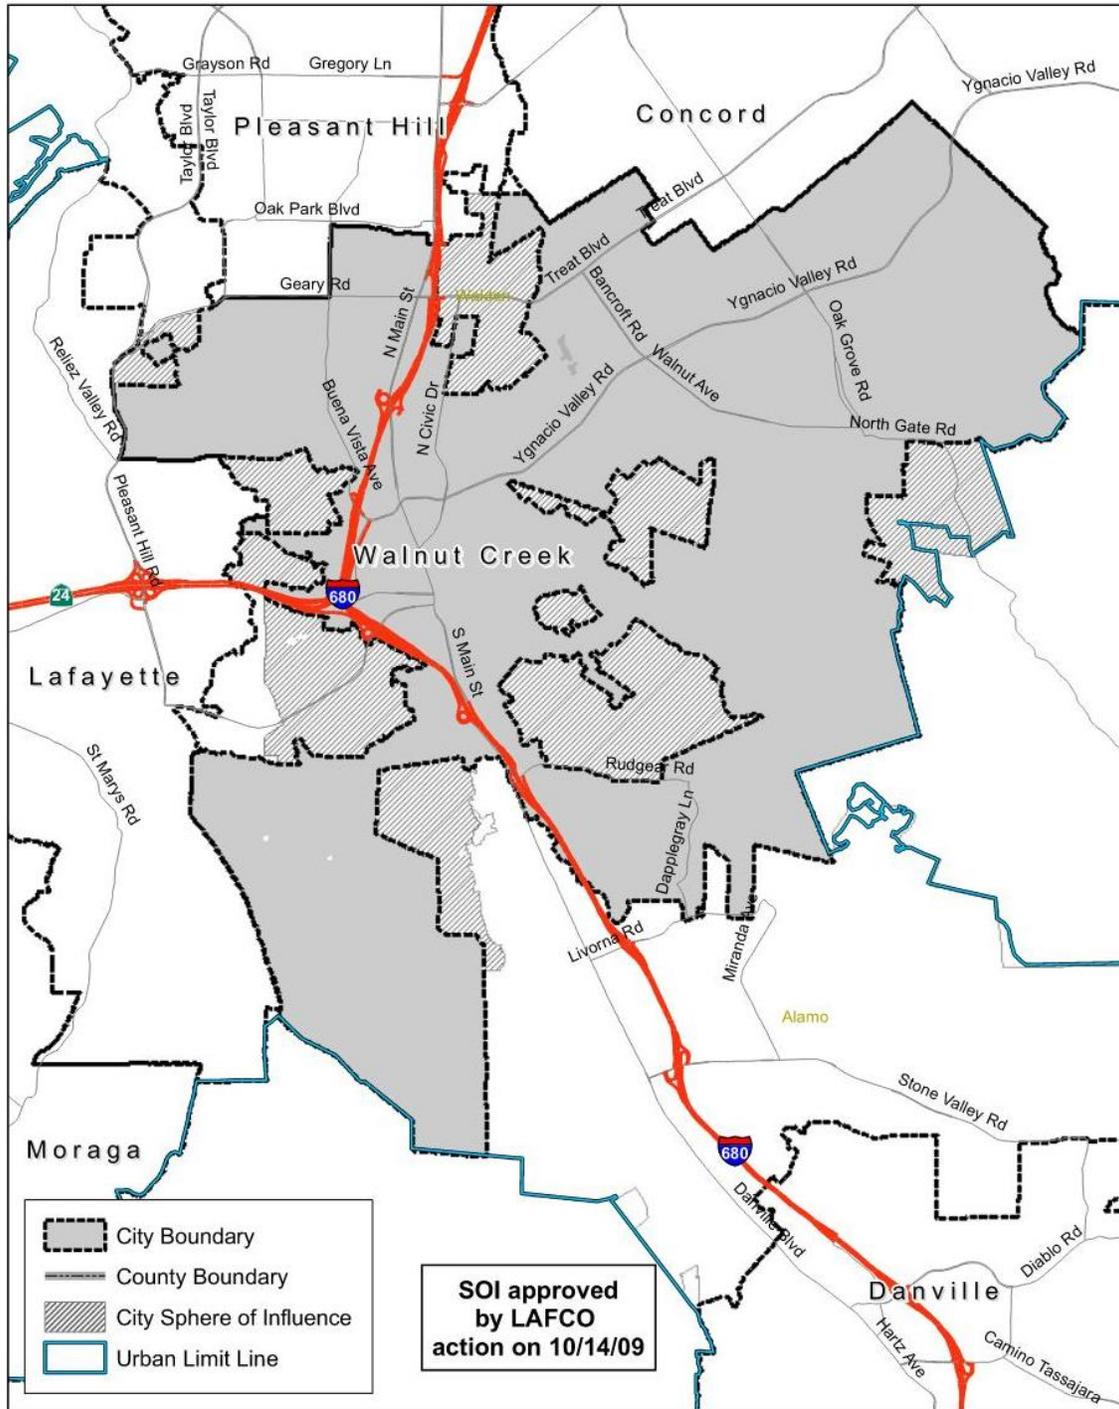 Grayson Rd
Gregory Ln
Ygnacio Valley Rd
Concord
Pleasant Hill
Taylor Blvd
Taylor Blvd
Treat Blvd
Oak Park Blvd
Treat Blvd
Ygnacio Valley Rd
Geary Rd
Walden
N Main St
Bancroft Rd
Oak Grove Rd
Reliez Valley Rd
Walnut Ave
Buena Vista Ave
N Civic Dr
Ygnacio Valley Rd
North Gate Rd
Pleasant Hill Rd
Walnut Creek
24
680
Lafayette
S Main St
St Marys Rd
Rudgear Rd
Dapplegray Ln
Livorna Rd
Miranda Ave
Alamo
Stone Valley Rd
Moraga
680
Danville Blvd
Diablo Rd
Danville
Hartz Ave
Camino Tassajara
City Boundary
County Boundary
City Sphere of Influence
Urban Limit Line
SOI approved
by LAFCO
action on 10/14/09